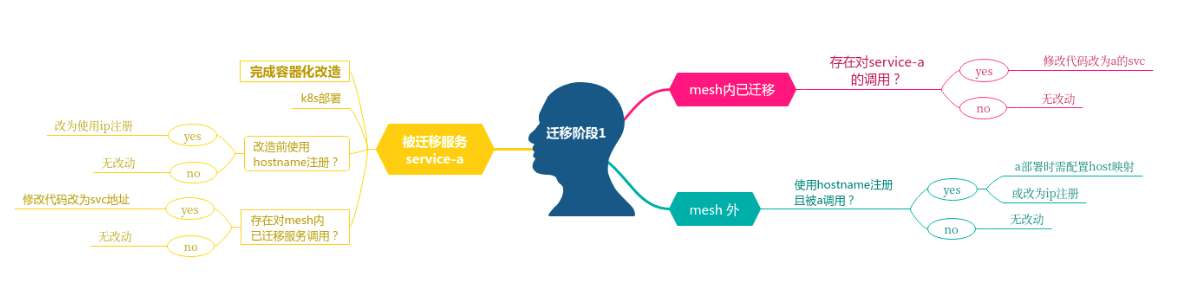 迁移阶段1
被迁移服务
service-a
完成容器化改造
k8s部署
改造前使用
hostname注册？
yes
改为使用ip注册
no
无改动
存在对mesh内
已迁移服务调用？
yes
修改代码改为svc地址
no
无改动
mesh内已迁移
存在对service-a
的调用？
yes
修改代码改为a的svc
no
无改动
mesh 外
使用hostname注册
且被a调用？
yes
a部署时需配置host映射
或改为ip注册
no
无改动